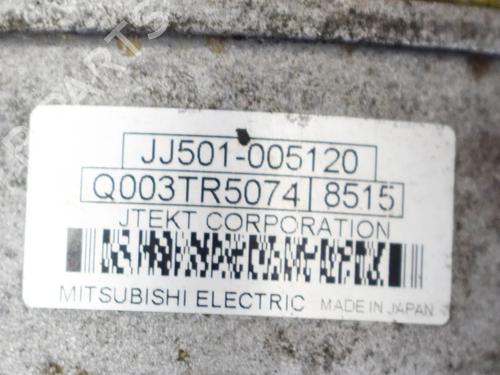 JJ501-005120
Q003TR5074 8515
JTEKT CORPORATION
MITSUBISHI ELECTRIC MADE IN JAPAN